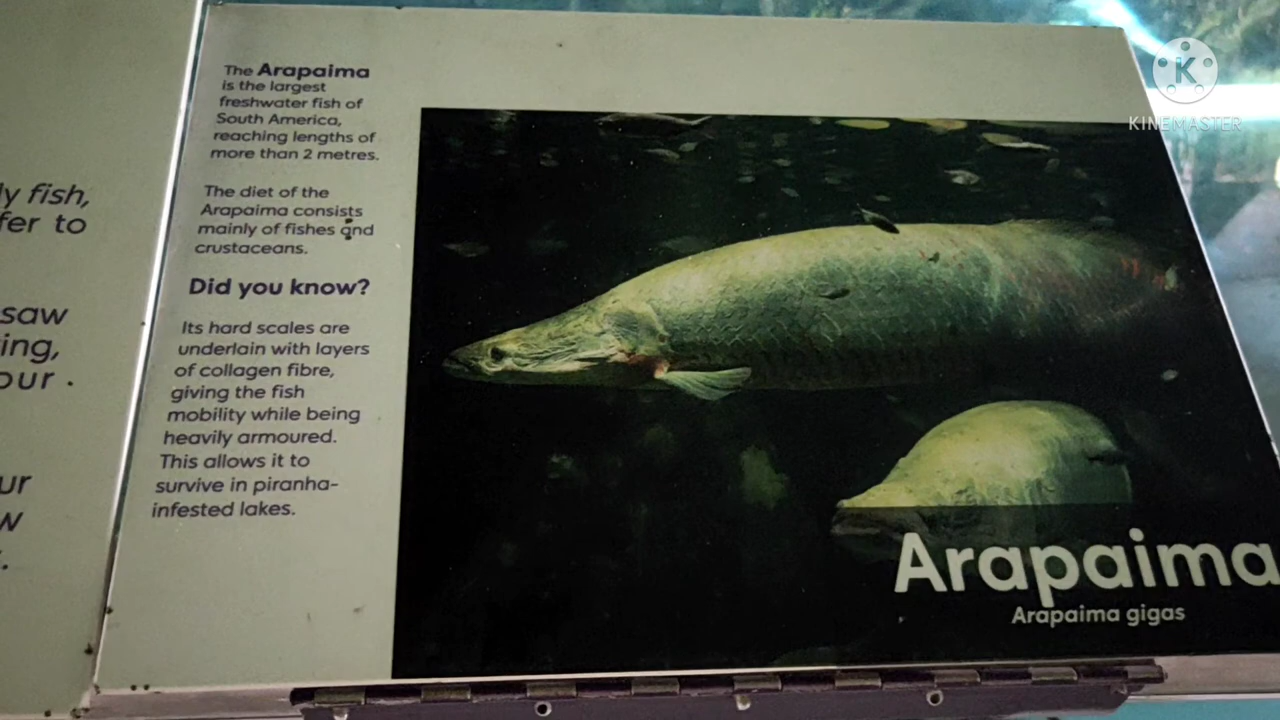 ly fish,
fer to
saw
ing,
our.
ur
w
The Arapaima
is the largest
freshwater fish of
South America,
reaching lengths of
more than 2 metres.
The diet of the
Arapaima consists
mainly of fishes and
crustaceans.
Did you know?
Its hard scales are
underlain with layers
of collagen fibre,
giving the fish
mobility while being
heavily armoured.
This allows it to
survive in piranha-
infested lakes.
Arapaima
Arapaima gigas
K
KINEMASTER